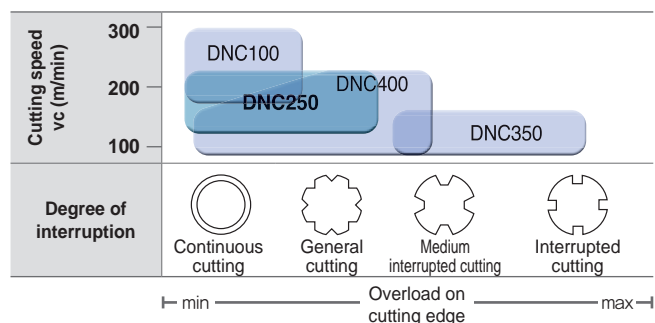 Cutting speed
vc (m/min)
300
200
100
DNC100
DNC400
DNC250
DNC350
Degree of
interruption
Continuous
cutting
General
cutting
Medium
interrupted cutting
Interrupted
cutting
min
Overload on
cutting edge
max